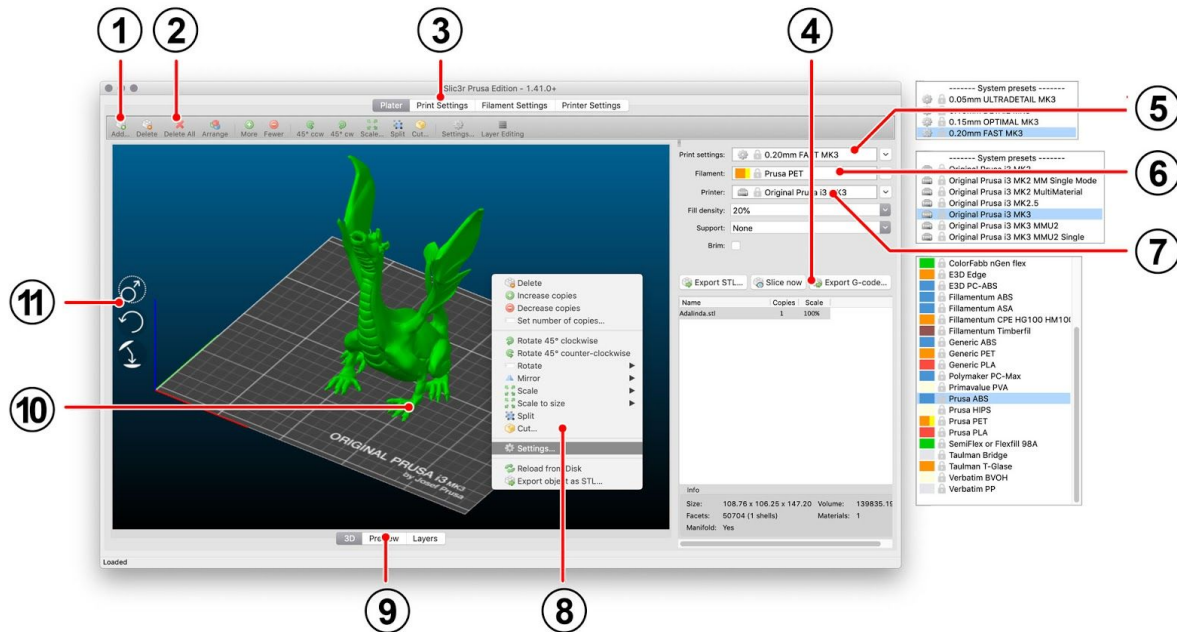 1
2
3
4
5
6
7
8
9
10
11
Slic3r Prusa Edition - 1.41.0+
Plater Print Settings Filament Settings Printer Settings
Add... Delete Delete All Arrange More Fewer 45° ccw 45° cw Scale... Split Cut... Settings... Layer Editing
ORIGINAL PRUSA i3 MK3
by Josef Prusa
Delete
Increase copies
Decrease copies
Set number of copies...
Rotate 45° clockwise
Rotate 45° counter-clockwise
Rotate
Mirror
Scale
Scale to size
Split
Cut...
Settings...
Reload from Disk
Export object as STL...
3D Preview Layers
Loaded
Print settings: 0.20mm FAST MK3
Filament: Prusa PET
Printer: Original Prusa i3 MK3
Fill density: 20%
Support: None
Brim:
Export STL... Slice now Export G-code...
Name Copies Scale
Adalinda.stl 1 100%
Info
Size: 108.76 x 106.25 x 147.20 Volume: 139835.19
Facets: 50704 (1 shells) Materials: 1
Manifold: Yes
------- System presets -------
0.05mm ULTRADETAIL MK3
0.15mm OPTIMAL MK3
0.20mm FAST MK3
------- System presets -------
Original Prusa i3 MK2 MM Single Mode
Original Prusa i3 MK2 MultiMaterial
Original Prusa i3 MK2.5
Original Prusa i3 MK3
Original Prusa i3 MK3 MMU2
Original Prusa i3 MK3 MMU2 Single
ColorFabb nGen flex
E3D Edge
E3D PC-ABS
Fillamentum ABS
Fillamentum ASA
Fillamentum CPE HG100 HM100
Fillamentum Timberfil
Generic ABS
Generic PET
Generic PLA
Polymaker PC-Max
Primavalue PVA
Prusa ABS
Prusa HIPS
Prusa PET
Prusa PLA
SemiFlex or Flexfill 98A
Taulman Bridge
Taulman T-Glase
Verbatim BVOH
Verbatim PP